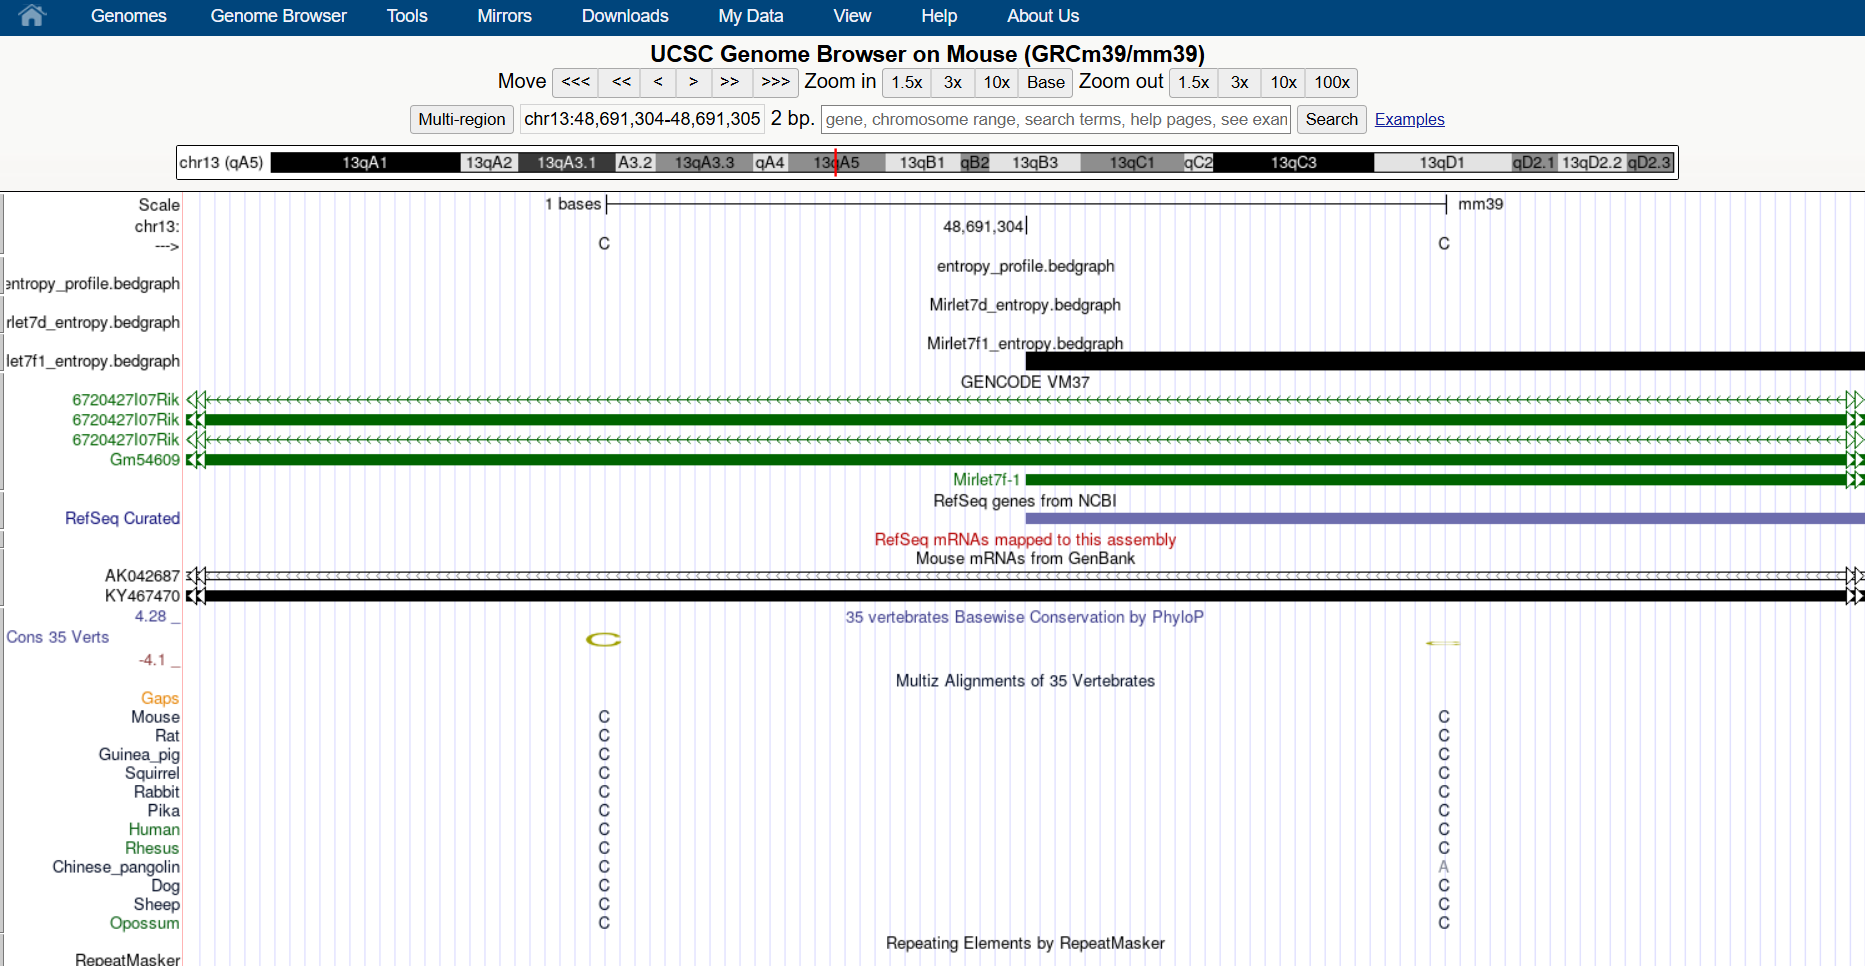 Genomes Genome Browser Tools Mirrors Downloads My Data View Help About Us
UCSC Genome Browser on Mouse (GRCm39/mm39)
Move <<< << < > >> >>> Zoom in 1.5x 3x 10x Base Zoom out 1.5x 3x 10x 100x
Multi-region chr13:48,691,304-48,691,305 2 bp. gene, chromosome range, search terms, help pages, see exan Search Examples
chr13 (qA5) 13qA1 13qA2 13qA3.1 A3.2 13qA3.3 qA4 13qA5 13qB1 qB2 13qB3 13qC1 qC2 13qC3 13qD1 qD2.1 13qD2.2 qD2.3
Scale 1 bases mm39
chr13: 48,691,304
---> C C
entropy_profile.bedgraph
entropy_profile.bedgraph
Mirlet7d_entropy.bedgraph
rlet7d_entropy.bedgraph
Mirlet7f1_entropy.bedgraph
let7f1_entropy.bedgraph
GENCODE VM37
6720427I07Rik
6720427I07Rik
6720427I07Rik
Gm54609
Mirlet7f-1
RefSeq genes from NCBI
RefSeq Curated
RefSeq mRNAs mapped to this assembly
Mouse mRNAs from GenBank
AK042687
KY467470
4.28 _ 35 vertebrates Basewise Conservation by PhyloP
Cons 35 Verts C
-4.1 _
Multiz Alignments of 35 Vertebrates
Gaps
Mouse C C
Rat C C
Guinea_pig C C
Squirrel C C
Rabbit C C
Pika C C
Human C C
Rhesus C C
Chinese_pangolin C A
Dog C C
Sheep C C
Opossum C C
Repeating Elements by RepeatMasker
RepeatMasker